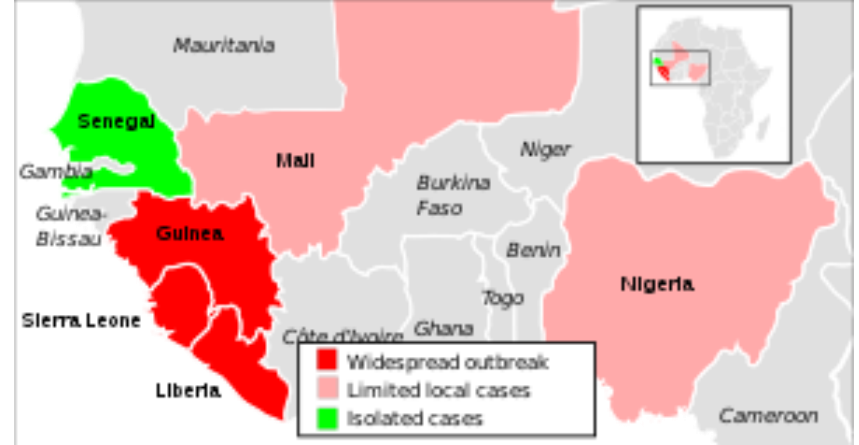 Mauritania
Senegal
Gambia
Guinea-
Bissau
Mali
Niger
Burkina
Faso
Guinea
Benin
Togo
Nigeria
Sierra Leone
Côte d'Ivoire
Ghana
Liberia
Cameroon
Widespread outbreak
Limited local cases
Isolated cases